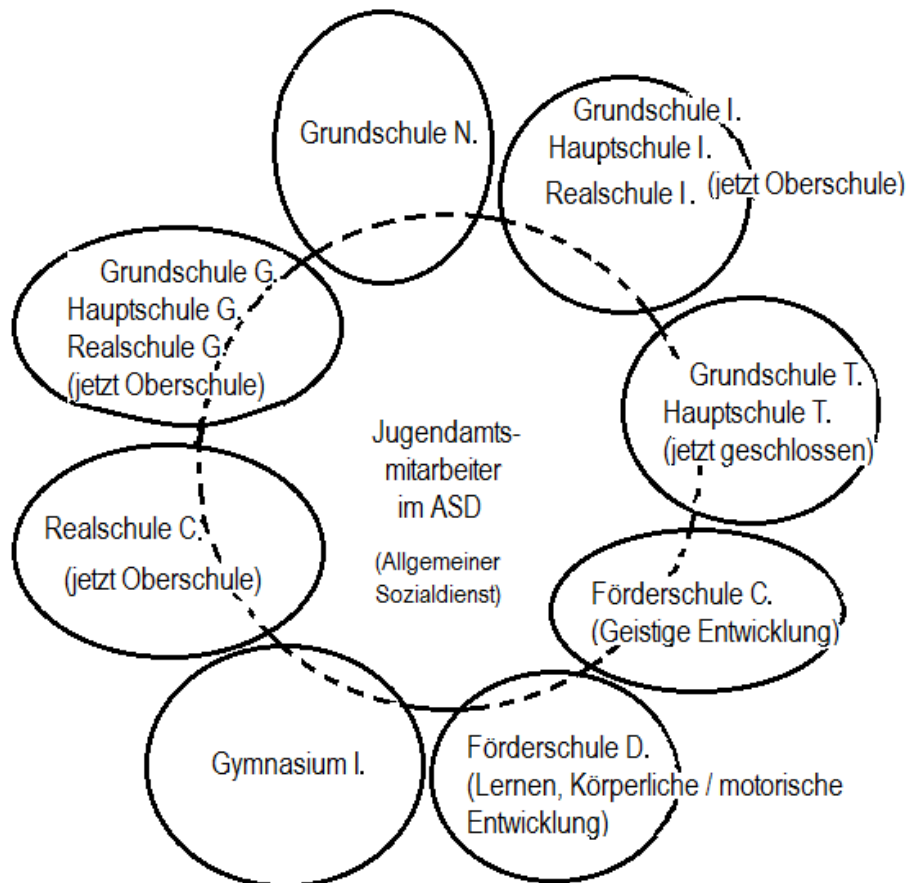 Grundschule N.
Grundschule I.
Hauptschule I.
Realschule I. (jetzt Oberschule)
Grundschule G.
Hauptschule G.
Realschule G.
(jetzt Oberschule)
Grundschule T.
Hauptschule T.
(jetzt geschlossen)
Jugendamts-
mitarbeiter
im ASD
(Allgemeiner
Sozialdienst)
Realschule C.
(jetzt Oberschule)
Förderschule C.
(Geistige Entwicklung)
Gymnasium I.
Förderschule D.
(Lernen, Körperliche / motorische
Entwicklung)